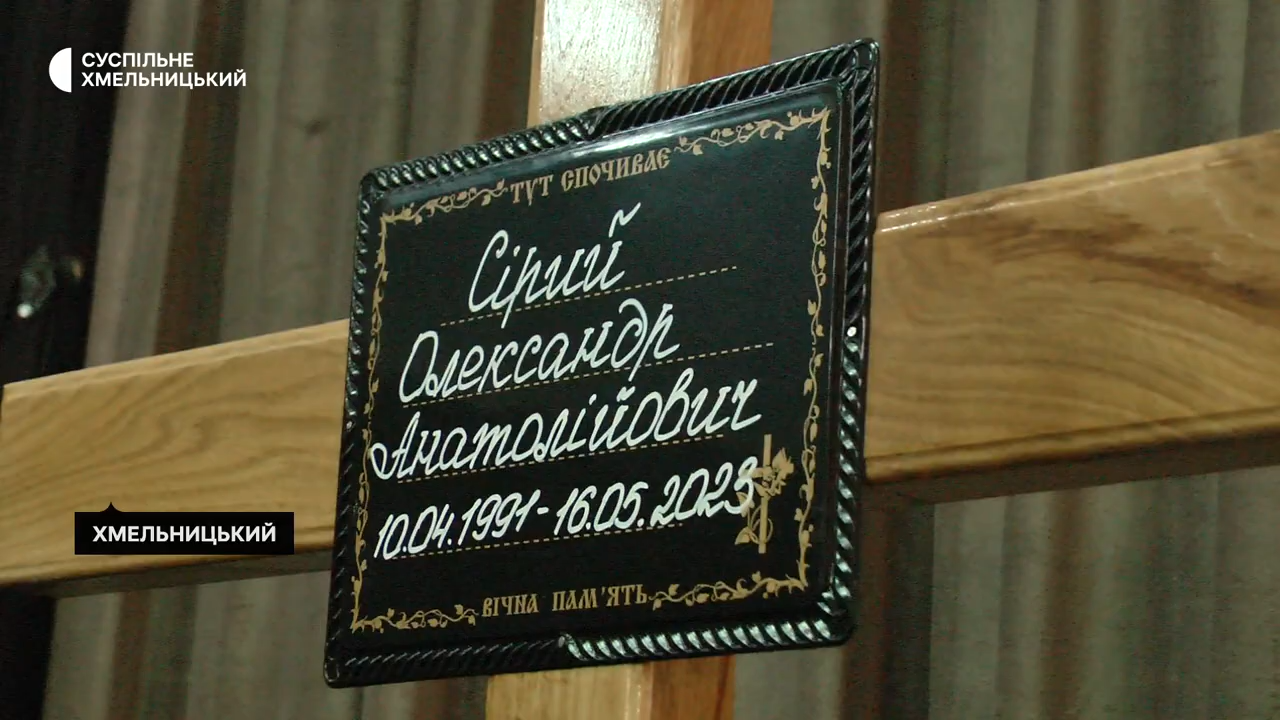 СУСПІЛЬНЕ
ХМЕЛЬНИЦЬКИЙ
ТУТ СПОЧИВАЄ
Сірий
Олександр
Анатолійович
10.04.1991-16.05.2023
ВІЧНА ПАМ'ЯТЬ
ХМЕЛЬНИЦЬКИЙ